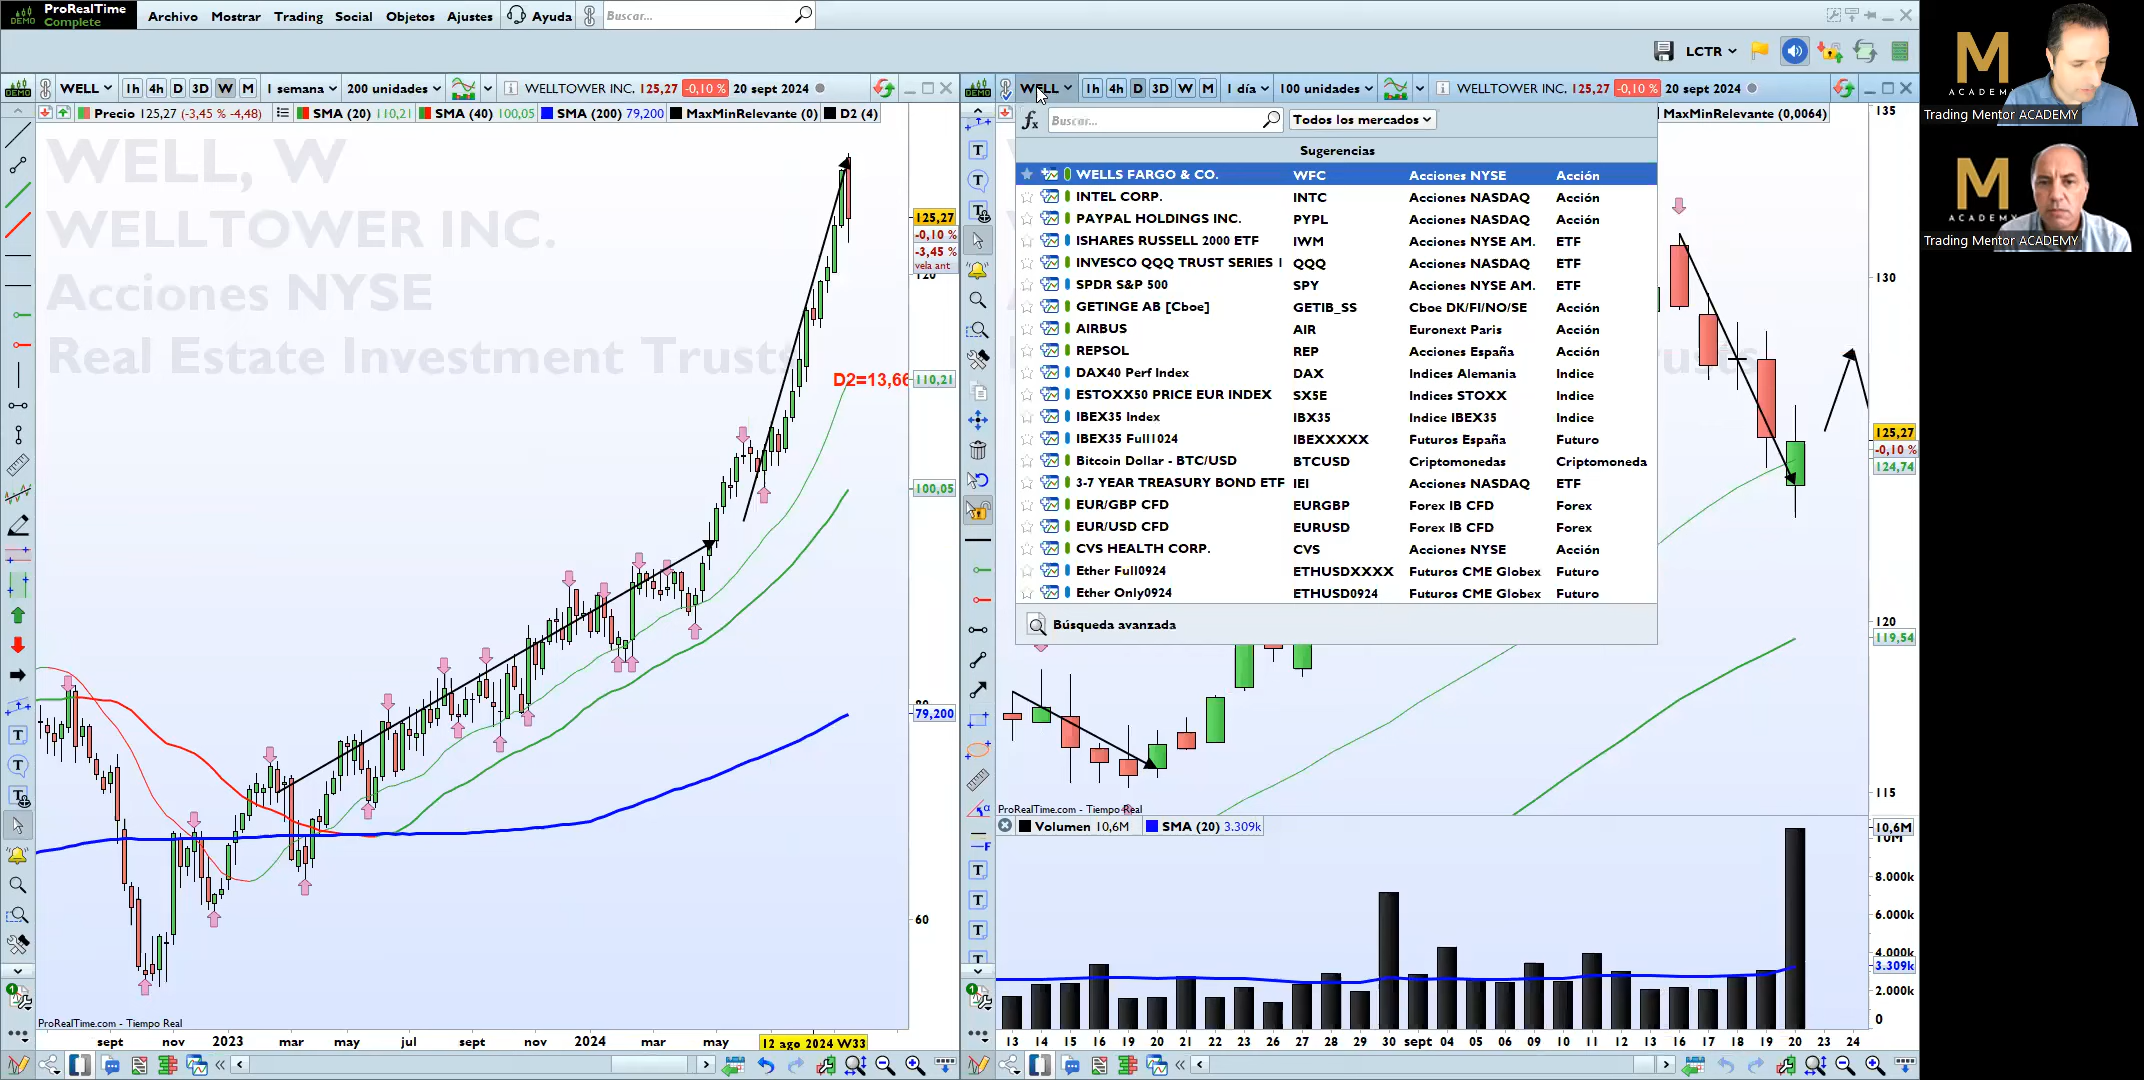 ProRealTime
Complete
DEMO
Archivo Mostrar Trading Social Objetos Ajustes Ayuda Buscar...
LCTR
WELL 1h 4h D 3D W M 1 semana 200 unidades WELLTOWER INC. 125,27 -0,10 % 20 sept 2024
Precio 125,27 (-3,45 % -4,48) SMA (20) 110,21 SMA (40) 100,05 SMA (200) 79,200 MaxMinRelevante (0) D2 (4)
WELL, W
WELLTOWER INC.
Acciones NYSE
Real Estate Investment Trusts
125,27
-0,10 %
-3,45 %
vela ant
120
D2=13,66
110,21
100,05
79,200
60
ProRealTime.com - Tiempo Real
sept nov 2023 mar may jul sept nov 2024 mar may 12 ago 2024 W33
WELL 1h 4h D 3D W M 1 día 100 unidades WELLTOWER INC. 125,27 -0,10 % 20 sept 2024
Buscar... Todos los mercados
MaxMinRelevante (0,0064)
Sugerencias
WELLS FARGO & CO. WFC Acciones NYSE Acción
INTEL CORP. INTC Acciones NASDAQ Acción
PAYPAL HOLDINGS INC. PYPL Acciones NASDAQ Acción
ISHARES RUSSELL 2000 ETF IWM Acciones NYSE AM. ETF
INVESCO QQQ TRUST SERIES 1 QQQ Acciones NASDAQ ETF
SPDR S&P 500 SPY Acciones NYSE AM. ETF
GETINGE AB [Cboe] GETIB_SS Cboe DK/FI/NO/SE Acción
AIRBUS AIR Euronext Paris Acción
REPSOL REP Acciones España Acción
DAX40 Perf Index DAX Indices Alemania Indice
ESTOXX50 PRICE EUR INDEX SX5E Indices STOXX Indice
IBEX35 Index IBX35 Indice IBEX35 Indice
IBEX35 Full1024 IBEXXXXX Futuros España Futuro
Bitcoin Dollar - BTC/USD BTCUSD Criptomonedas Criptomoneda
3-7 YEAR TREASURY BOND ETF IEI Acciones NASDAQ ETF
EUR/GBP CFD EURGBP Forex IB CFD Forex
EUR/USD CFD EURUSD Forex IB CFD Forex
CVS HEALTH CORP. CVS Acciones NYSE Acción
Ether Full0924 ETHUSDXXXX Futuros CME Globex Futuro
Ether Only0924 ETHUSD0924 Futuros CME Globex Futuro
Búsqueda avanzada
135
130
125,27
-0,10 %
124,74
120
119,54
115
ProRealTime.com - Tiempo Real
Volumen 10,6M SMA (20) 3.309k
10,6M
10M
8.000k
6.000k
4.000k
3.309k
2.000k
0
13 14 15 16 19 20 21 22 23 26 27 28 29 30 sept 04 05 06 09 10 11 12 13 16 17 18 19 20 23 24
M
ACADEMY
Trading Mentor ACADEMY
M
ACADEMY
Trading Mentor ACADEMY